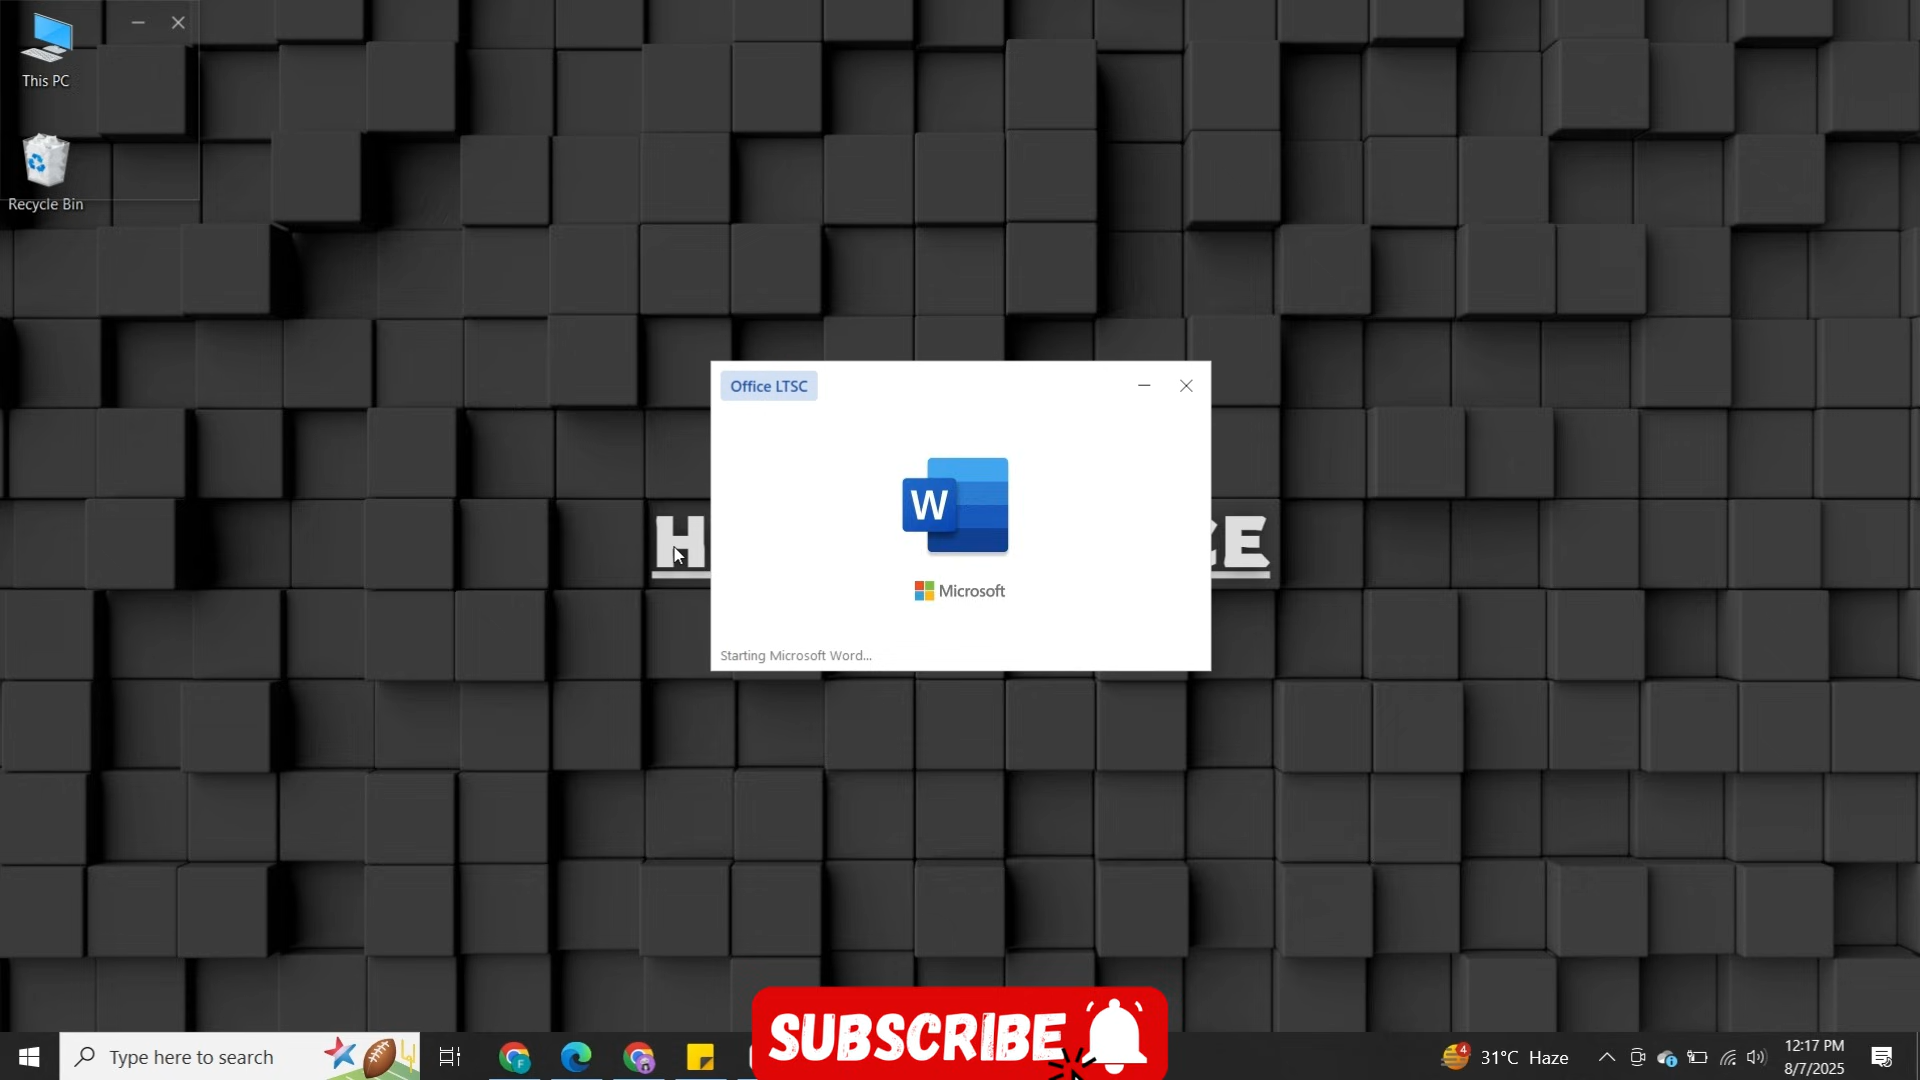 This PC
Recycle Bin
Office LTSC
W
H
E
Microsoft
Starting Microsoft Word...
SUBSCRIBE
Type here to search
F
4
31°C Haze
12:17 PM
8/7/2025